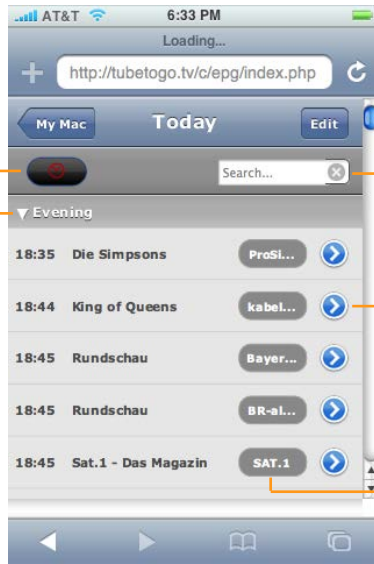 AT&T 6:33 PM
Loading...
http://tubetogo.tv/c/epg/index.php
My Mac Today Edit
Search...
Evening
18:35 Die Simpsons ProSi...
18:44 King of Queens kabel...
18:45 Rundschau Bayer...
18:45 Rundschau BR-al...
18:45 Sat.1 - Das Magazin SAT.1